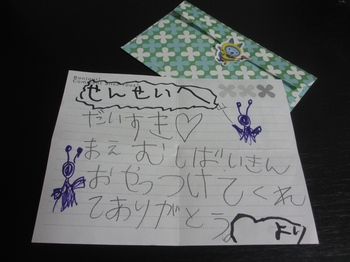 せんせいへ
だいすき♡
まえむしばいきん
おやっつけてくれ
てありがとう
より